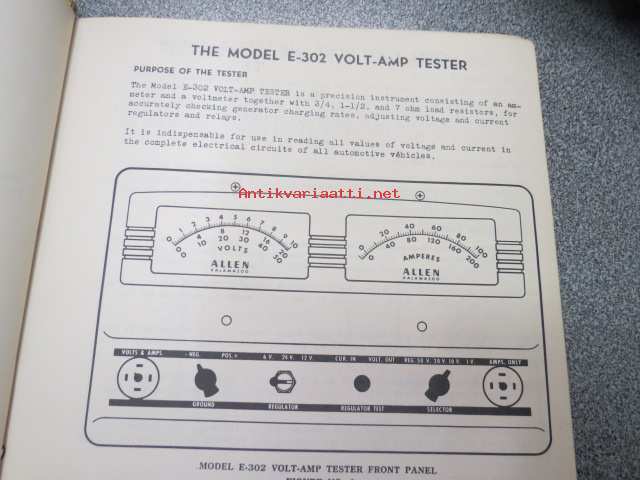 THE MODEL E-302 VOLT-AMP TESTER
PURPOSE OF THE TESTER
The Model E-302 VOLT-AMP TESTER is a precision instrument consisting of an am-
meter and a voltmeter together with 3/4, 1-1/2, and 7 ohm load resistors, for
accurately checking generator charging rates, adjusting voltage and current
regulators and relays.
It is indispensable for use in reading all values of voltage and current in
the complete electrical circuits of all automotive vehicles.
Antikvariaatti.net
0 1 2 3 4 5 6 7 8 9 10
0 4 10 8 20 12 30 16 40 20 50
VOLTS
ALLEN
KALAMAZOO
0 20 40 60 80 100
0 40 80 120 160 200
AMPERES
ALLEN
KALAMAZOO
VOLTS & AMPS. - NEG. POS. + 6 V. 24 V. 12 V. CUR. IN VOLT. OUT REG. 50 V. 20 V. 10 V. 1 V. AMPS. ONLY
GROUND REGULATOR REGULATOR TEST SELECTOR
MODEL E-302 VOLT-AMP TESTER FRONT PANEL